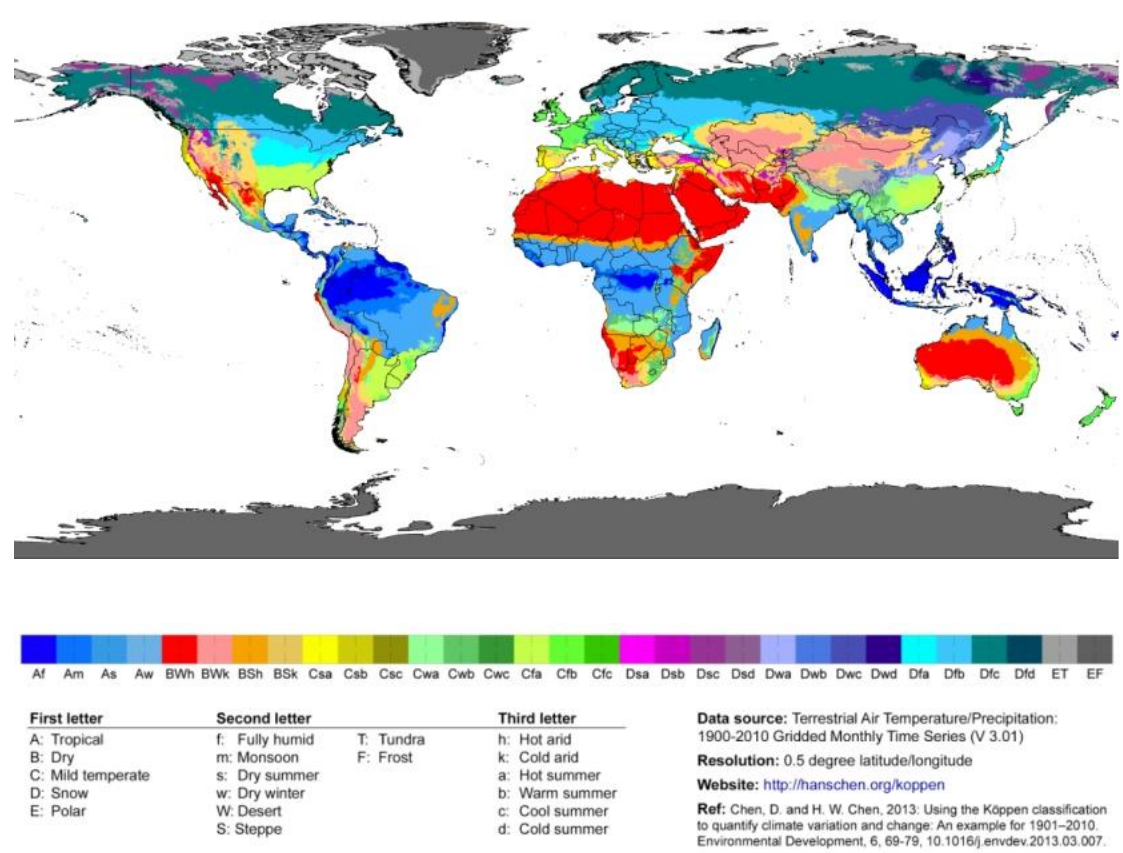 Af Am As Aw BWh BWk BSh BSk Csa Csb Csc Cwa Cwb Cwc Cfa Cfb Cfc Dsa Dsb Dsc Dsd Dwa Dwb Dwc Dwd Dfa Dfb Dfc Dfd ET EF
First letter
A: Tropical
B: Dry
C: Mild temperate
D: Snow
E: Polar
Second letter
f: Fully humid
m: Monsoon
s: Dry summer
w: Dry winter
W: Desert
S: Steppe
T: Tundra
F: Frost
Third letter
h: Hot arid
k: Cold arid
a: Hot summer
b: Warm summer
c: Cool summer
d: Cold summer
Data source: Terrestrial Air Temperature/Precipitation:
1900-2010 Gridded Monthly Time Series (V 3.01)
Resolution: 0.5 degree latitude/longitude
Website: http://hanschen.org/koppen
Ref: Chen, D. and H. W. Chen, 2013: Using the Köppen classification
to quantify climate variation and change: An example for 1901–2010.
Environmental Development, 6, 69-79, 10.1016/j.envdev.2013.03.007.